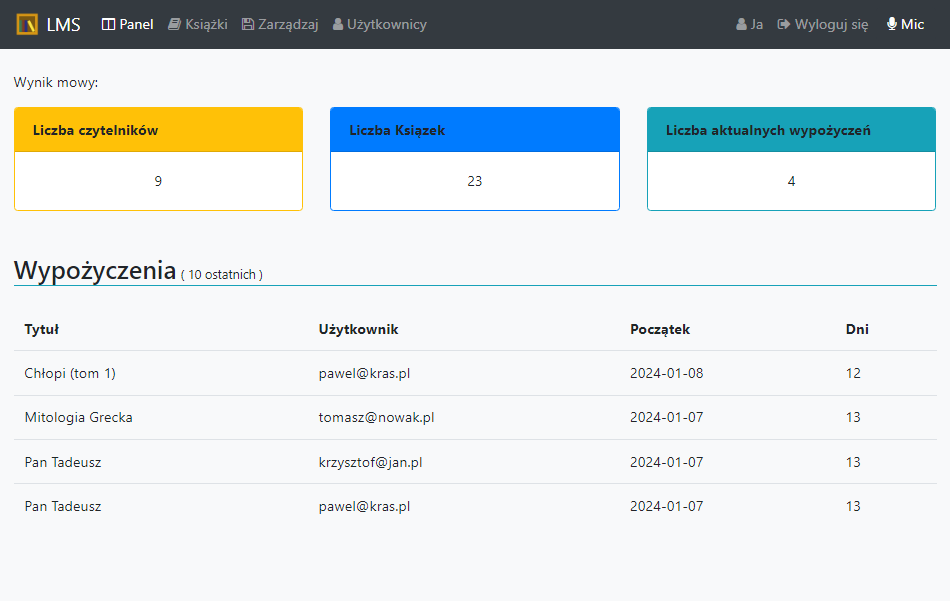 LMS Panel Książki Zarządzaj Użytkownicy Ja Wyloguj się Mic
Wynik mowy:
Liczba czytelników Liczba Książek Liczba aktualnych wypożyczeń
9 23 4
Wypożyczenia ( 10 ostatnich )
Tytuł Użytkownik Początek Dni
Chłopi (tom 1) pawel@kras.pl 2024-01-08 12
Mitologia Grecka tomasz@nowak.pl 2024-01-07 13
Pan Tadeusz krzysztof@jan.pl 2024-01-07 13
Pan Tadeusz pawel@kras.pl 2024-01-07 13